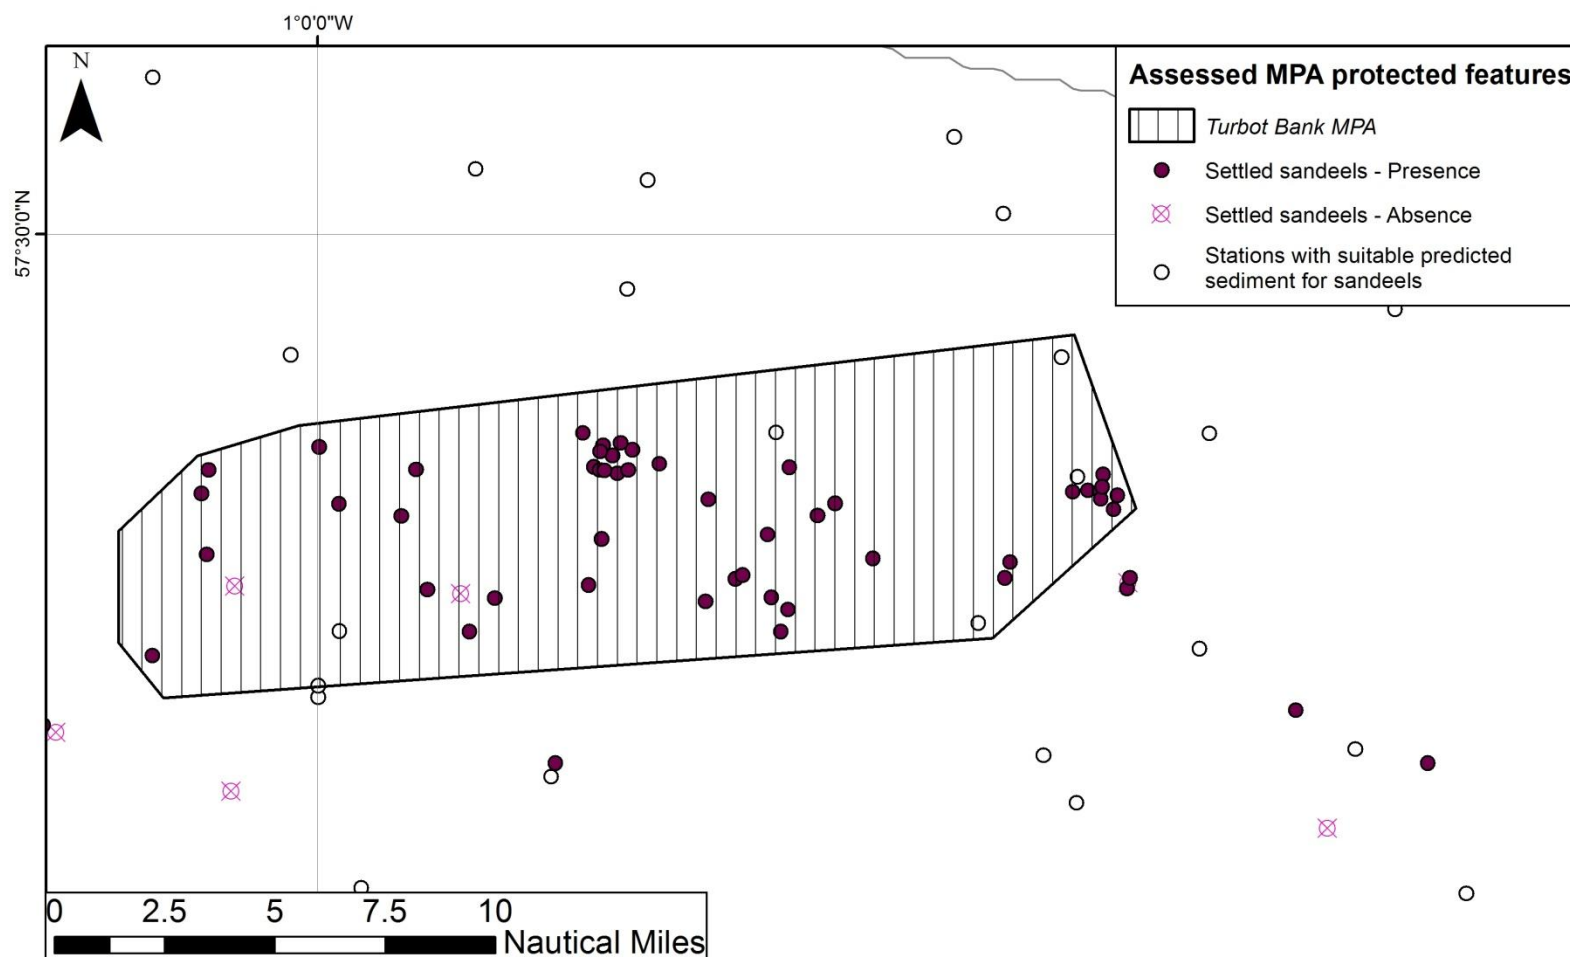 1°0'0"W
N
57°30'0"N
Assessed MPA protected features
Turbot Bank MPA
Settled sandeels - Presence
Settled sandeels - Absence
Stations with suitable predicted
sediment for sandeels
0 2.5 5 7.5 10
Nautical Miles